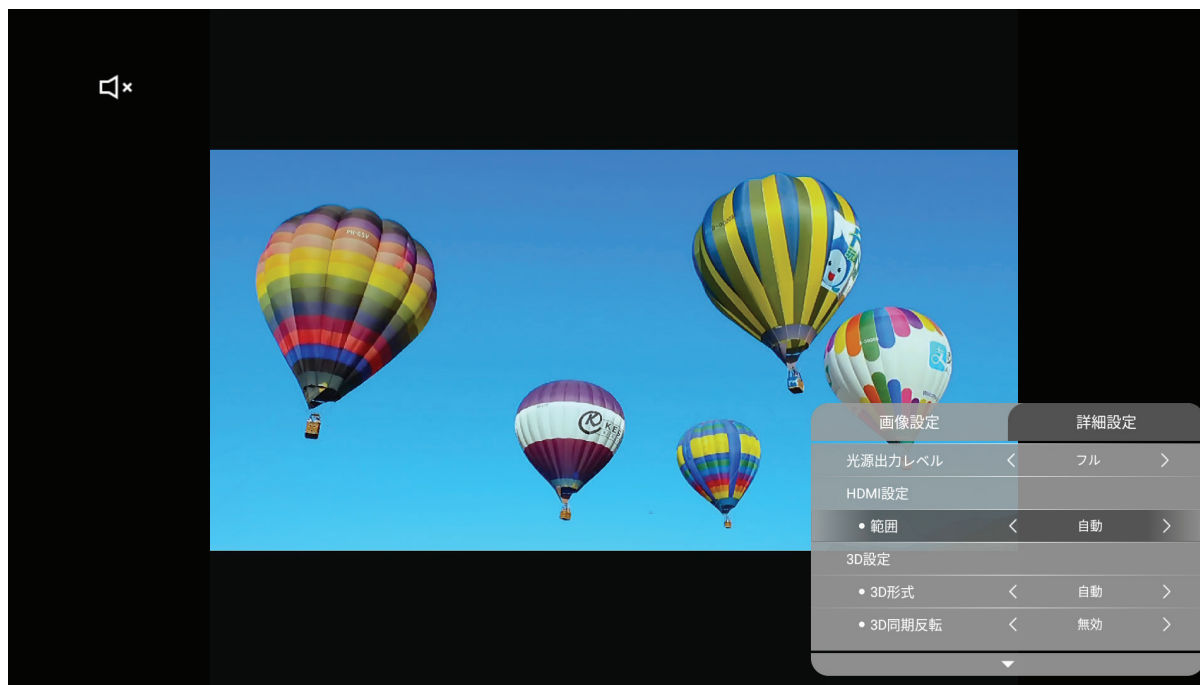 PH-ESV
画像設定
詳細設定
光源出力レベル
フル
HDMI設定
• 範囲
自動
3D設定
• 3D形式
自動
• 3D同期反転
無効